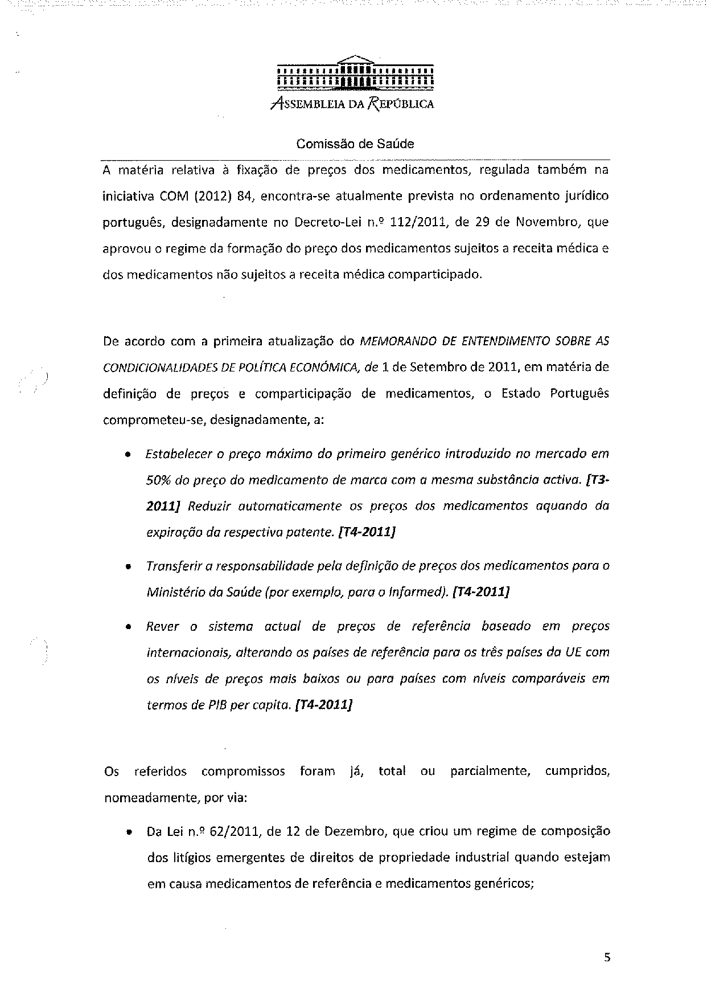 ASSEMBLEIA DA REPÚBLICA
Comissão de Saúde
A matéria relativa à fixação de preços dos medicamentos, regulada também na
iniciativa COM (2012) 84, encontra-se atualmente prevista no ordenamento jurídico
português, designadamente no Decreto-Lei n.º 112/2011, de 29 de Novembro, que
aprovou o regime da formação do preço dos medicamentos sujeitos a receita médica e
dos medicamentos não sujeitos a receita médica comparticipado.
De acordo com a primeira atualização do MEMORANDO DE ENTENDIMENTO SOBRE AS
CONDICIONALIDADES DE POLÍTICA ECONÓMICA, de 1 de Setembro de 2011, em matéria de
definição de preços e comparticipação de medicamentos, o Estado Português
comprometeu-se, designadamente, a:
• Estabelecer o preço máximo do primeiro genérico introduzido no mercado em
50% do preço do medicamento de marca com a mesma substância activa. [T3-
2011] Reduzir automaticamente os preços dos medicamentos aquando da
expiração da respectiva patente. [T4-2011]
• Transferir a responsabilidade pela definição de preços dos medicamentos para o
Ministério da Saúde (por exemplo, para o Infarmed). [T4-2011]
• Rever o sistema actual de preços de referência baseado em preços
internacionais, alterando os países de referência para os três países da UE com
os níveis de preços mais baixos ou para países com níveis comparáveis em
termos de PIB per capita. [T4-2011]
Os referidos compromissos foram já, total ou parcialmente, cumpridos,
nomeadamente, por via:
• Da Lei n.º 62/2011, de 12 de Dezembro, que criou um regime de composição
dos litígios emergentes de direitos de propriedade industrial quando estejam
em causa medicamentos de referência e medicamentos genéricos;
5